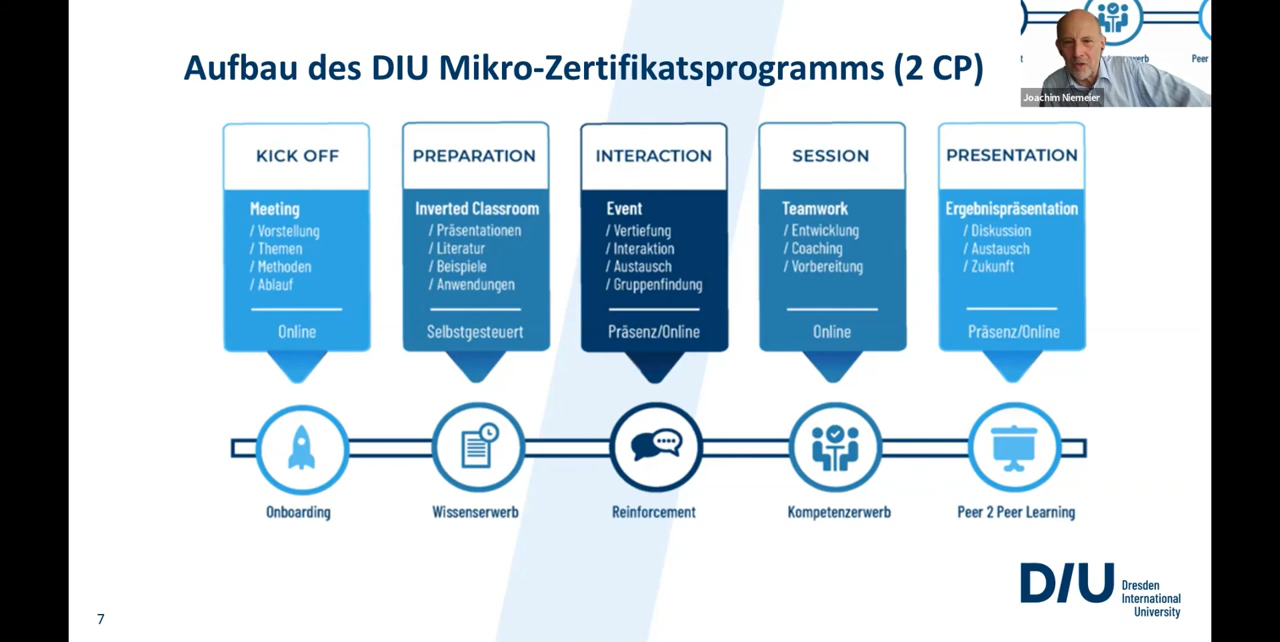 Aufbau des DIU Mikro-Zertifikatsprogramms (2 CP)
Peer
Joachim Niemeier
KICK OFF
Meeting
/ Vorstellung
/ Themen
/ Methoden
/ Ablauf
Online
Onboarding
PREPARATION
Inverted Classroom
/ Präsentationen
/ Literatur
/ Beispiele
/ Anwendungen
Selbstgesteuert
Wissenserwerb
INTERACTION
Event
/ Vertiefung
/ Interaktion
/ Austausch
/ Gruppenfindung
Präsenz/Online
Reinforcement
SESSION
Teamwork
/ Entwicklung
/ Coaching
/ Vorbereitung
Online
Kompetenzerwerb
PRESENTATION
Ergebnispräsentation
/ Diskussion
/ Austausch
/ Zukunft
Präsenz/Online
Peer 2 Peer Learning
DIU
Dresden
International
University
7